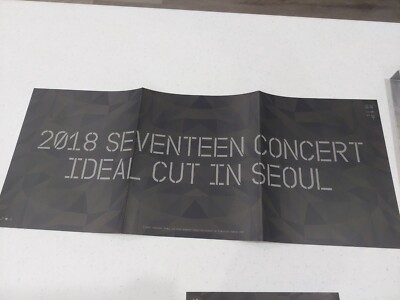 2018 SEVENTEEN CONCERT
IDEAL CUT IN SEOUL